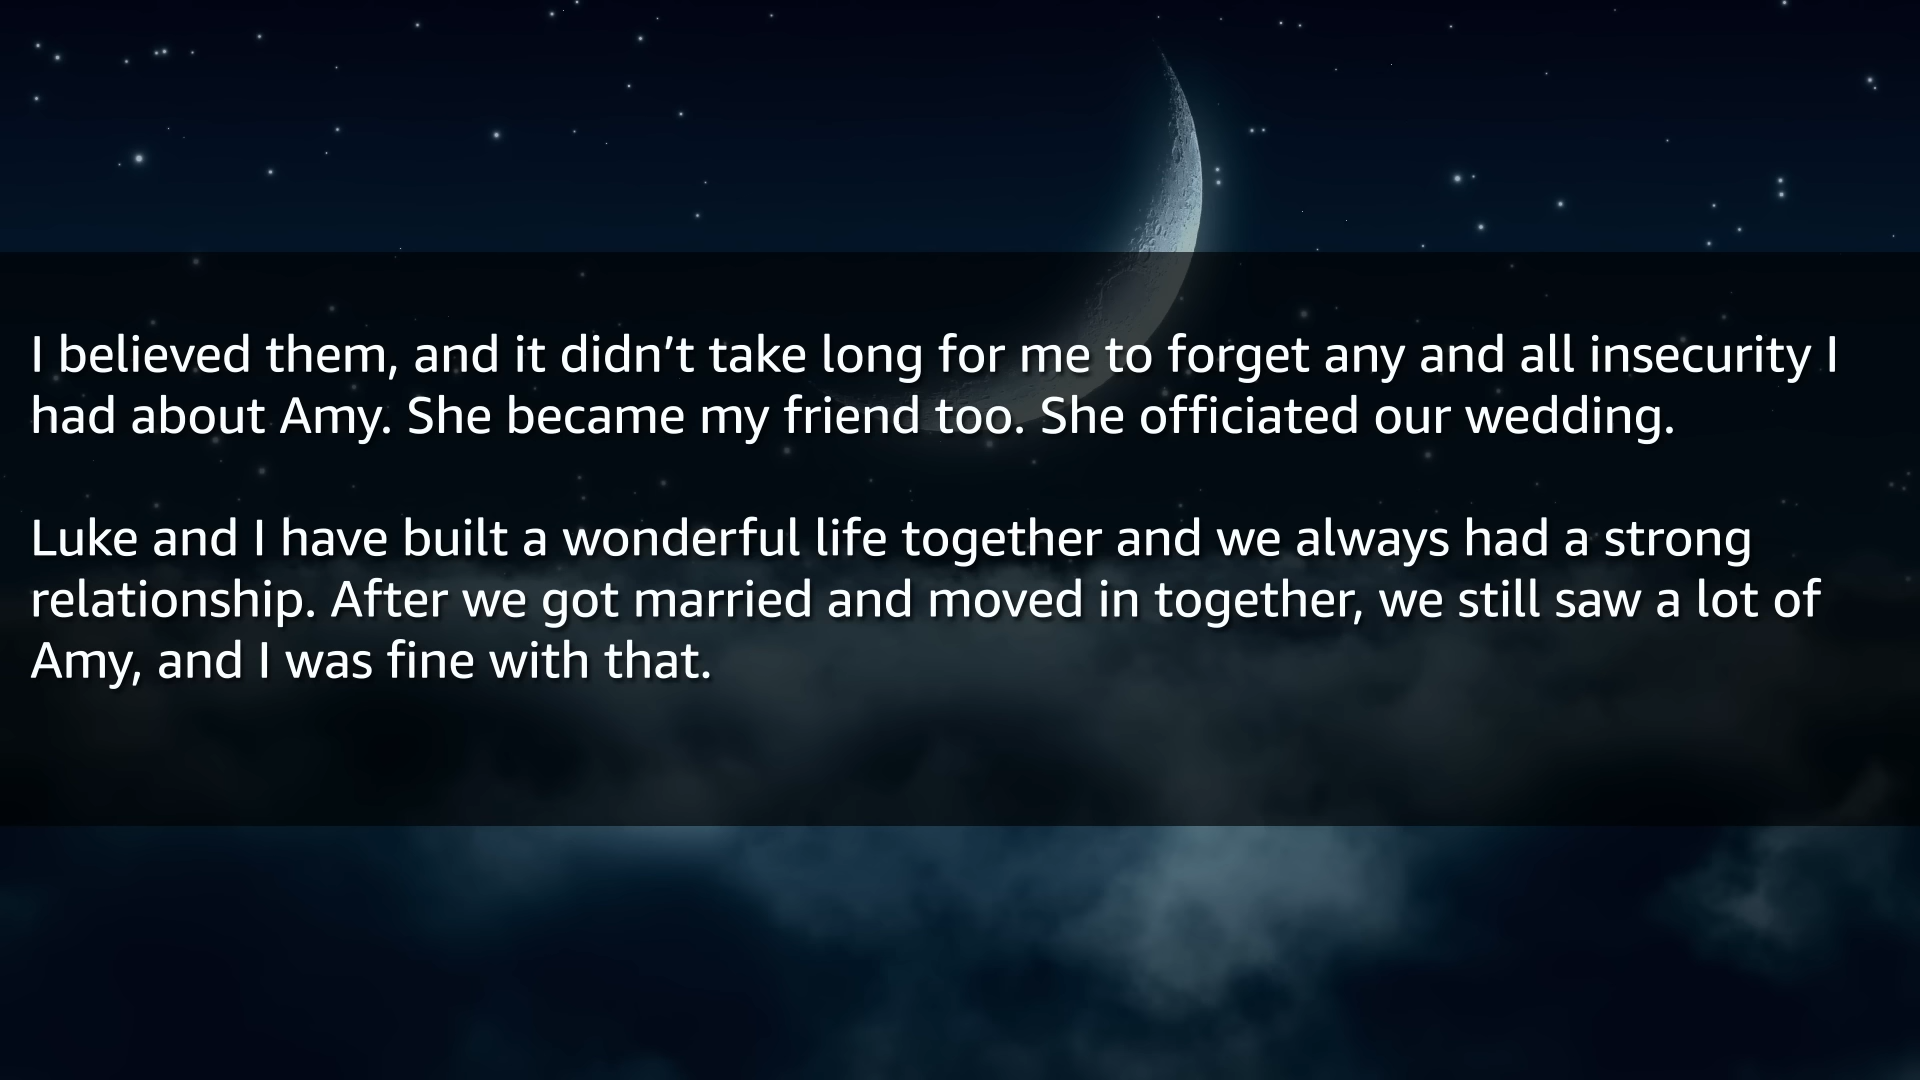 I believed them, and it didn’t take long for me to forget any and all insecurity I
had about Amy. She became my friend too. She officiated our wedding.
Luke and I have built a wonderful life together and we always had a strong
relationship. After we got married and moved in together, we still saw a lot of
Amy, and I was fine with that.